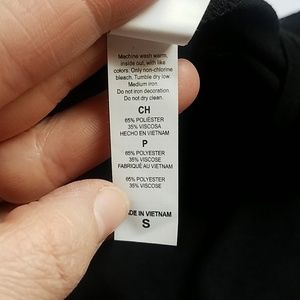 Machine wash warm,
inside out, with like
colors. Only non-chlorine
bleach. Tumble dry low.
Medium iron.
Do not iron decoration.
Do not dry clean.
CH
65% POLIÉSTER
35% VISCOSA
HECHO EN VIETNAM
P
65% POLYESTER
35% VISCOSE
FABRIQUÉ AU VIETNAM
65% POLYESTER
35% VISCOSE
MADE IN VIETNAM
S